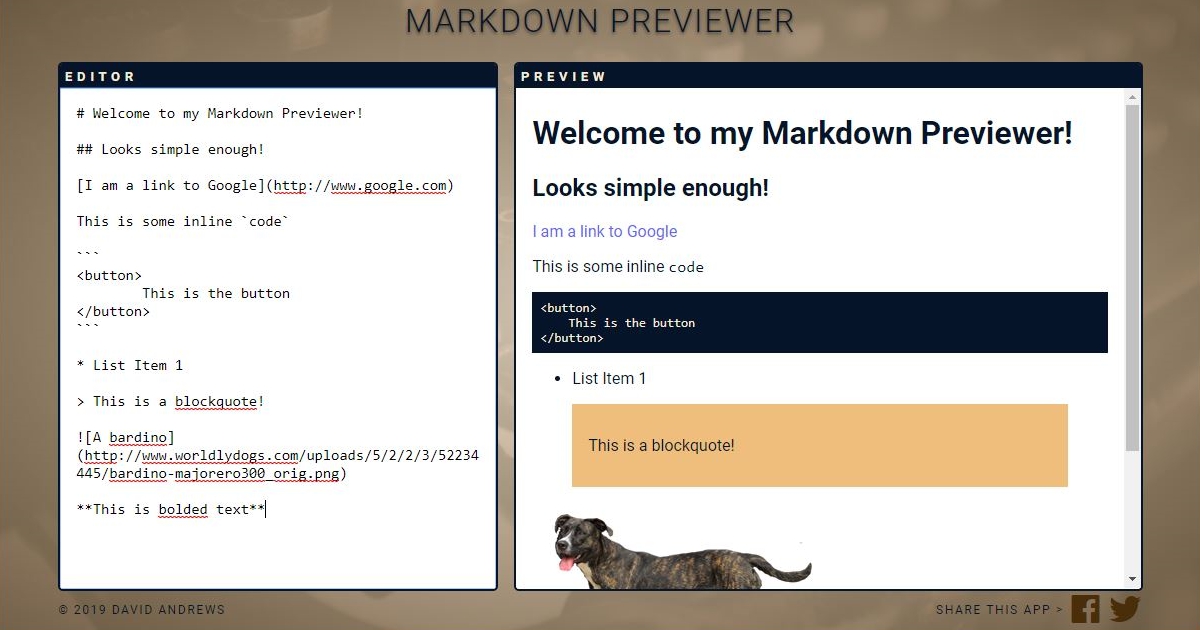 MARKDOWN PREVIEWER
EDITOR
# Welcome to my Markdown Previewer!
## Looks simple enough!
[I am a link to Google](http://www.google.com)
This is some inline `code`
```
<button>
This is the button
</button>
```
* List Item 1
> This is a blockquote!
![A bardino]
(http://www.worldlydogs.com/uploads/5/2/2/3/52234
445/bardino-majorero300_orig.png)
**This is bolded text**
PREVIEW
Welcome to my Markdown Previewer!
Looks simple enough!
I am a link to Google
This is some inline code
<button>
This is the button
</button>
• List Item 1
This is a blockquote!
© 2019 DAVID ANDREWS
SHARE THIS APP >